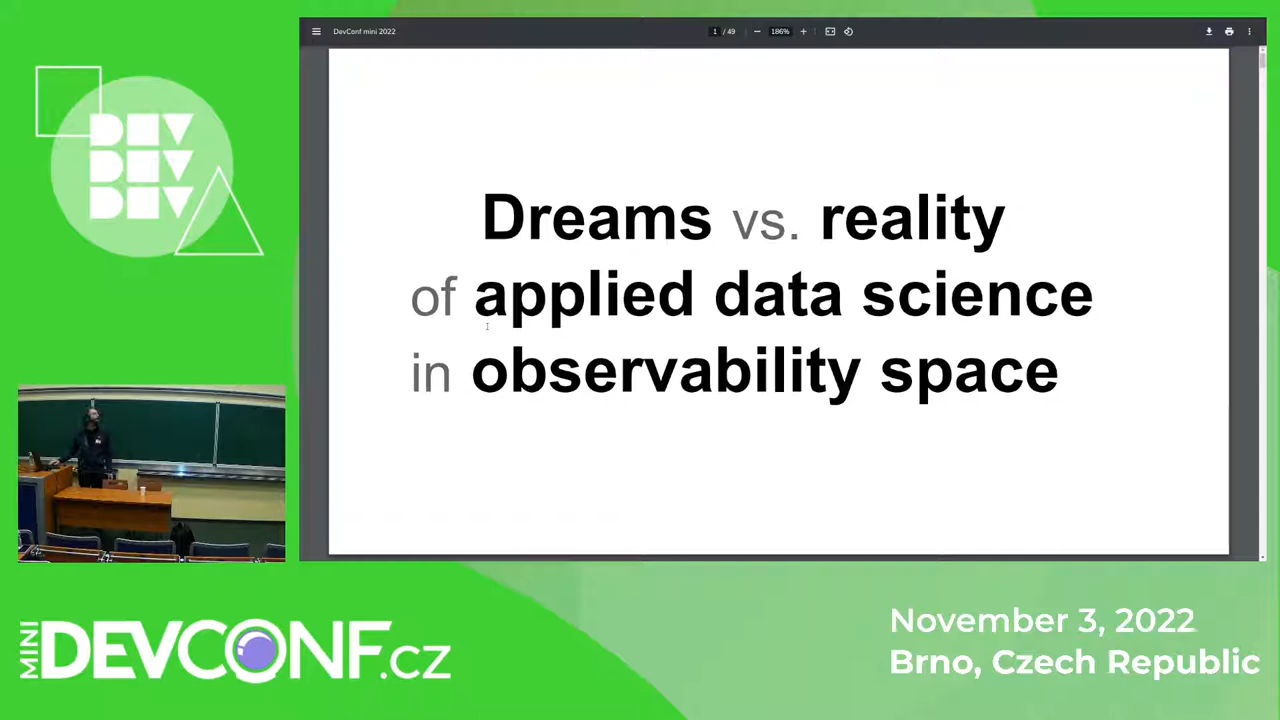 DEV
DEV
DEV
DevConf mini 2022
1 / 49
186%
Dreams vs. reality
of applied data science
in observability space
MINI
DEVCONF.cz
November 3, 2022
Brno, Czech Republic